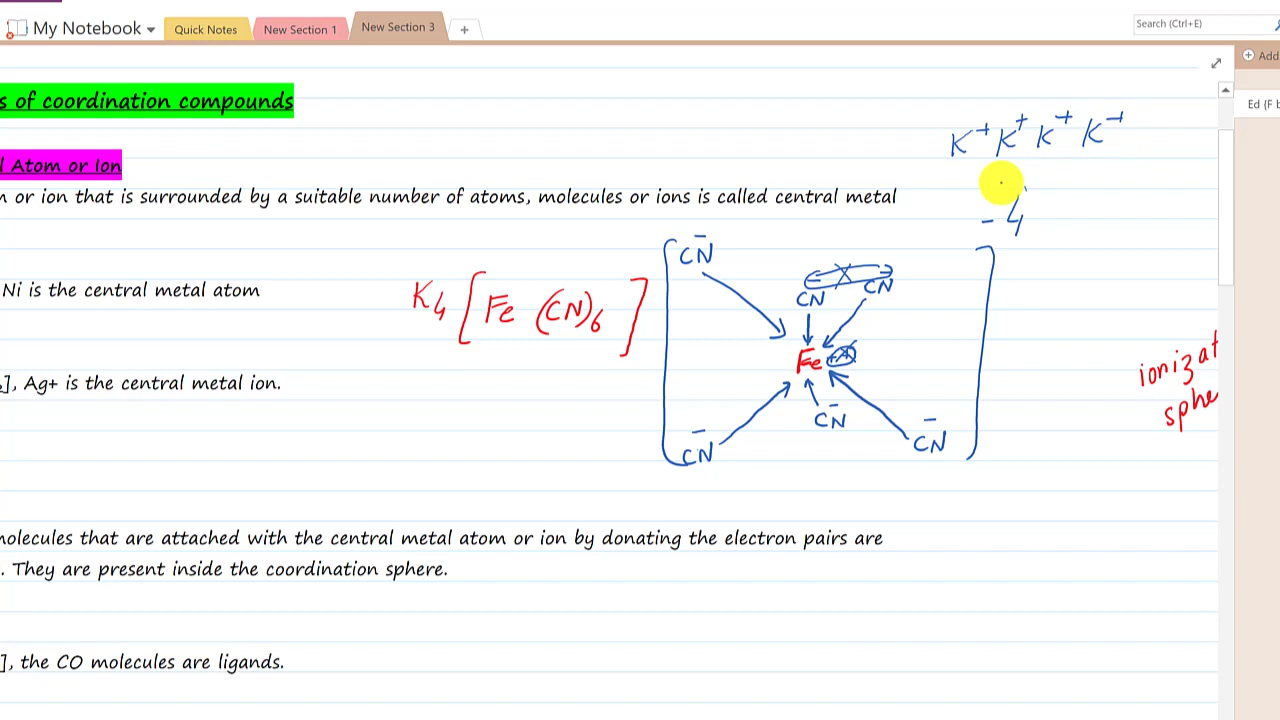 My Notebook
Quick Notes
New Section 1
New Section 3
Search (Ctrl+E)
Add
Ed (F b
s of coordination compounds
K+ K+ K+ K+
l Atom or Ion
n or ion that is surrounded by a suitable number of atoms, molecules or ions is called central metal
- 4
CN-
CN CN
Ni is the central metal atom
K4 [Fe (CN)6]
Fe
ionizat
sphe
], Ag+ is the central metal ion.
CN-
CN- CN-
molecules that are attached with the central metal atom or ion by donating the electron pairs are
. They are present inside the coordination sphere.
], the CO molecules are ligands.